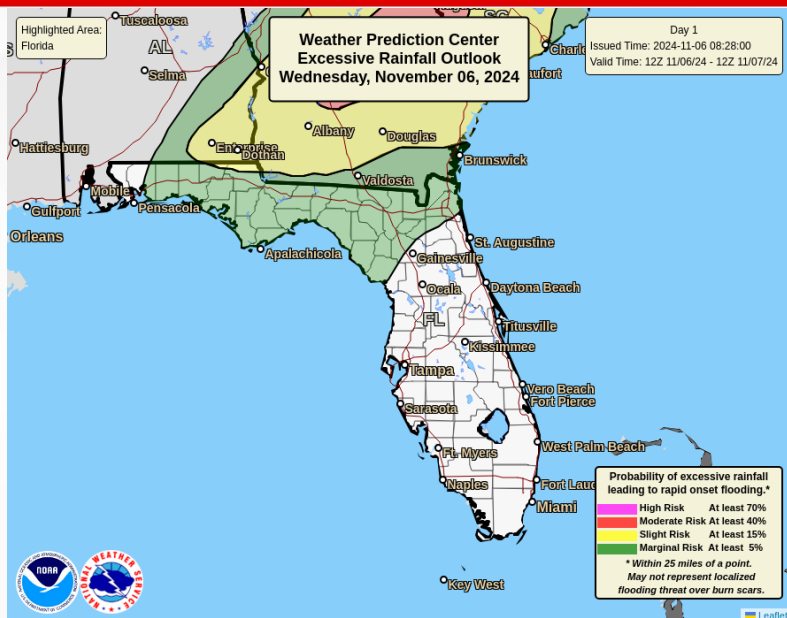 Highlighted Area:
Florida
Weather Prediction Center
Excessive Rainfall Outlook
Wednesday, November 06, 2024
Day 1
Issued Time: 2024-11-06 08:28:00
Valid Time: 12Z 11/06/24 - 12Z 11/07/24
Tuscaloosa
SC
AL
Charle
Selma
aufort
Albany
Douglas
Hattiesburg
Enterprise
Dothan
Brunswick
Valdosta
Mobile
Gulfport
Pensacola
Orleans
St. Augustine
Apalachicola
Gainesville
Ocala
Daytona Beach
FL
Titusville
Kissimmee
Tampa
Vero Beach
Fort Pierce
Sarasota
West Palm Beach
Ft. Myers
Naples
Fort Laud
Miami
Key West
Probability of excessive rainfall
leading to rapid onset flooding.*
High Risk At least 70%
Moderate Risk At least 40%
Slight Risk At least 15%
Marginal Risk At least 5%
* Within 25 miles of a point.
May not represent localized
flooding threat over burn scars.
NOAA
NATIONAL WEATHER SERVICE
Leaflet